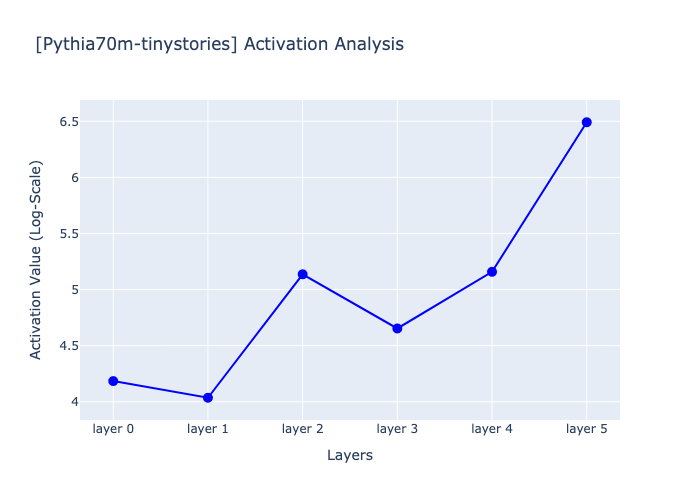 [Pythia70m-tinystories] Activation Analysis
Activation Value (Log-Scale)
6.5
6
5.5
5
4.5
4
layer 0 layer 1 layer 2 layer 3 layer 4 layer 5
Layers